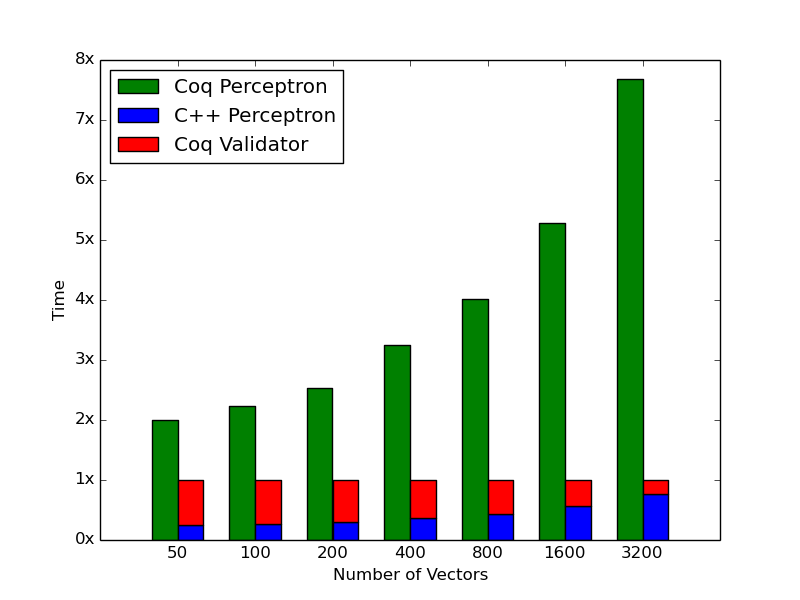 8x
7x
6x
5x
4x
3x
2x
1x
0x
Time
Coq Perceptron
C++ Perceptron
Coq Validator
50 100 200 400 800 1600 3200
Number of Vectors